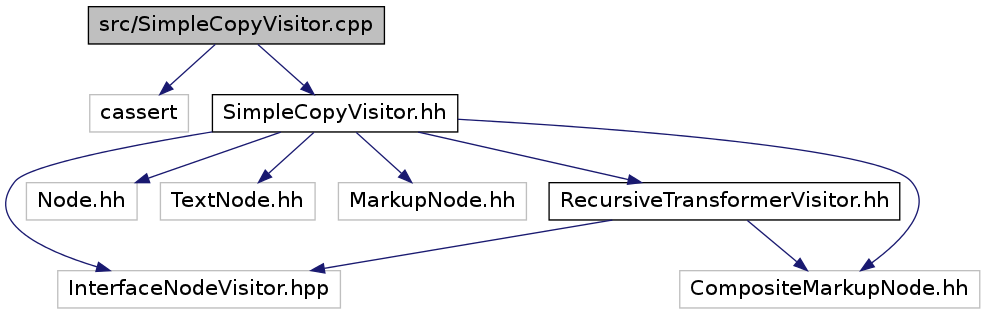 src/SimpleCopyVisitor.cpp
cassert
SimpleCopyVisitor.hh
Node.hh
TextNode.hh
MarkupNode.hh
RecursiveTransformerVisitor.hh
InterfaceNodeVisitor.hpp
CompositeMarkupNode.hh